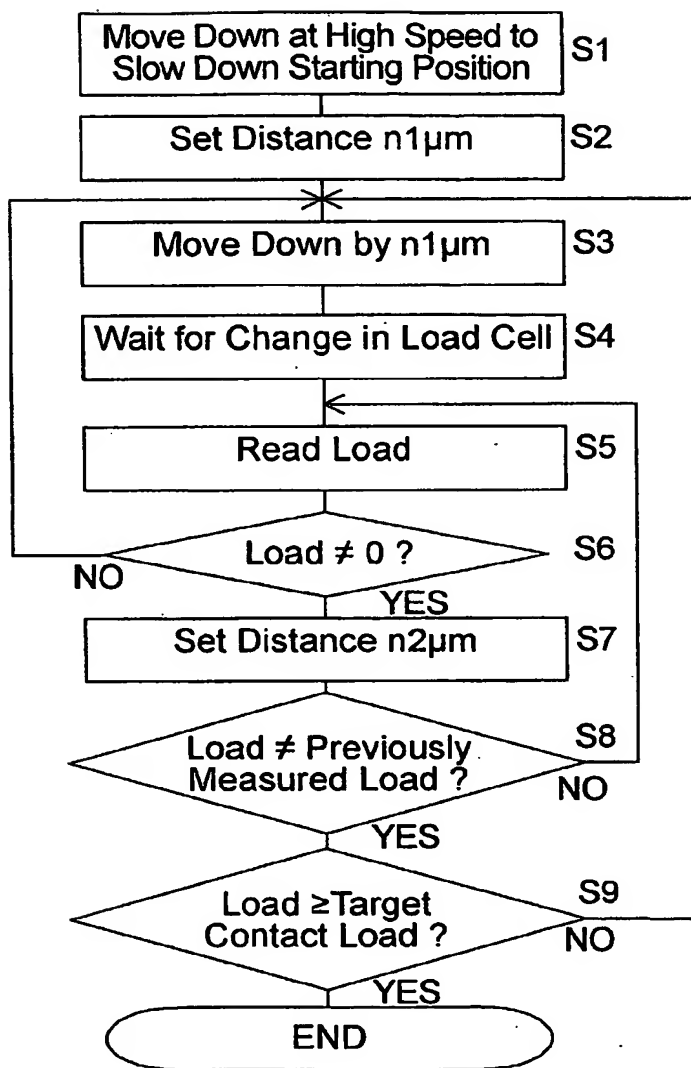 Move Down at High Speed to
Slow Down Starting Position
S1
Set Distance n1µm
S2
Move Down by n1µm
S3
Wait for Change in Load Cell
S4
Read Load
S5
Load ≠ 0 ?
S6
NO
YES
Set Distance n2µm
S7
Load ≠ Previously
Measured Load ?
S8
NO
YES
Load ≥Target
Contact Load ?
S9
NO
YES
END